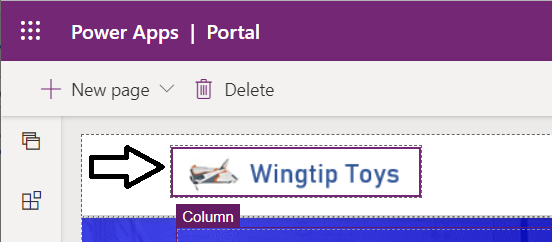 Power Apps | Portal
New page
Delete
Wingtip Toys
Column